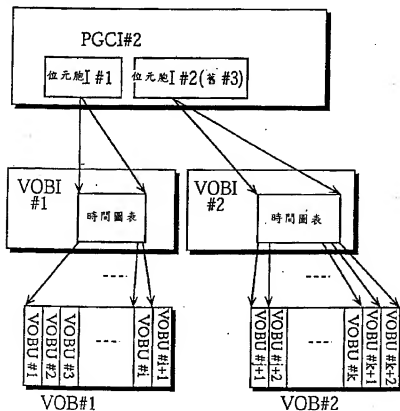 PGCI#2
位元胞I #1
位元胞I #2(舊 #3)
VOBI
#1
時間圖表
VOBI
#2
時間圖表
VOBU #1
VOBU #2
VOBU #3
VOBU #i
VOBU #i+1
VOB#1
VOBU #j+1
VOBU #j+2
VOBU #k
VOBU #k+1
VOBU #k+2
VOB#2